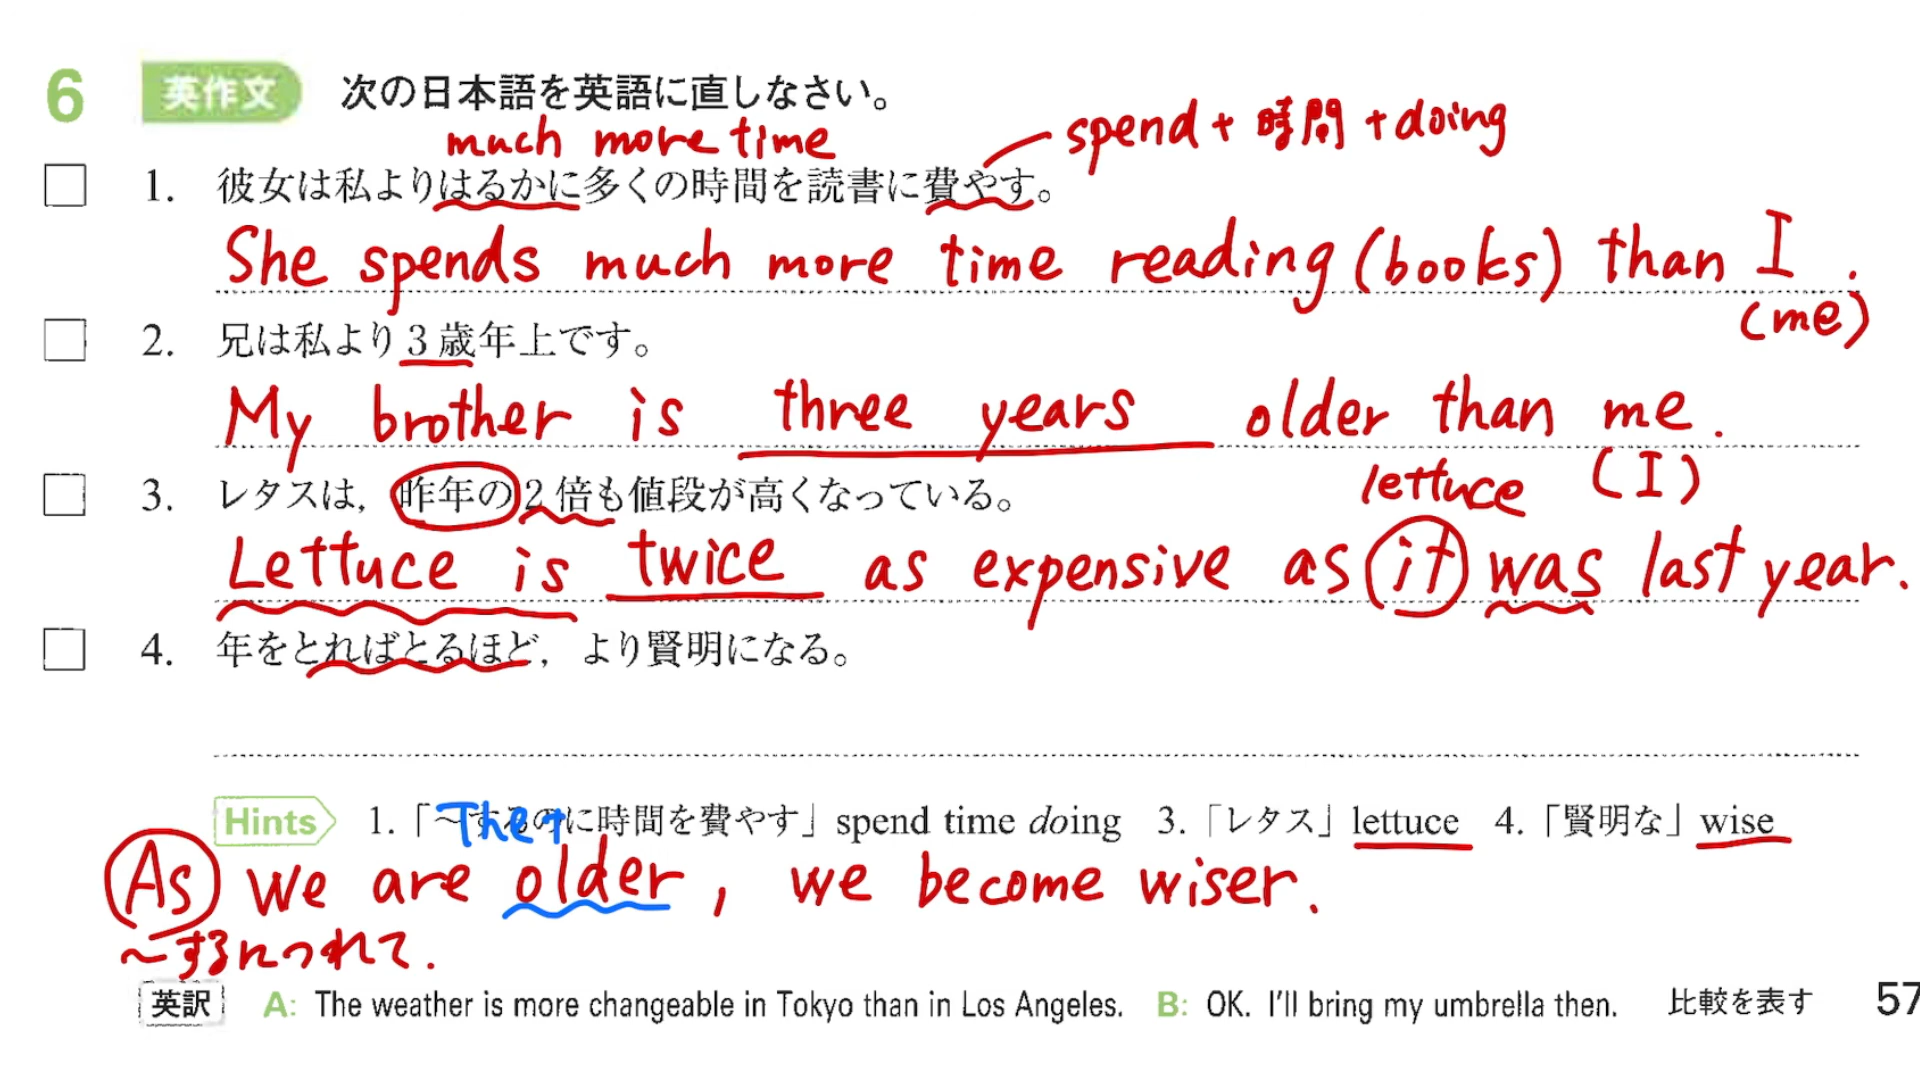 6 英作文 次の日本語を英語に直しなさい。
much more time
spend + 時間 + doing
1. 彼女は私よりはるかに多くの時間を読書に費やす。
She spends much more time reading (books) than I .
(me)
2. 兄は私より3歳年上です。
My brother is three years older than me.
(I)
3. レタスは，昨年の2倍も値段が高くなっている。
lettuce
Lettuce is twice as expensive as it was last year.
4. 年をとればとるほど，より賢明になる。
Hints 1.「～するのに時間を費やす」spend time doing 3.「レタス」lettuce 4.「賢明な」wise
The
As we are older, we become wiser.
～するにつれて.
英訳 A: The weather is more changeable in Tokyo than in Los Angeles. B: OK. I'll bring my umbrella then. 比較を表す 57